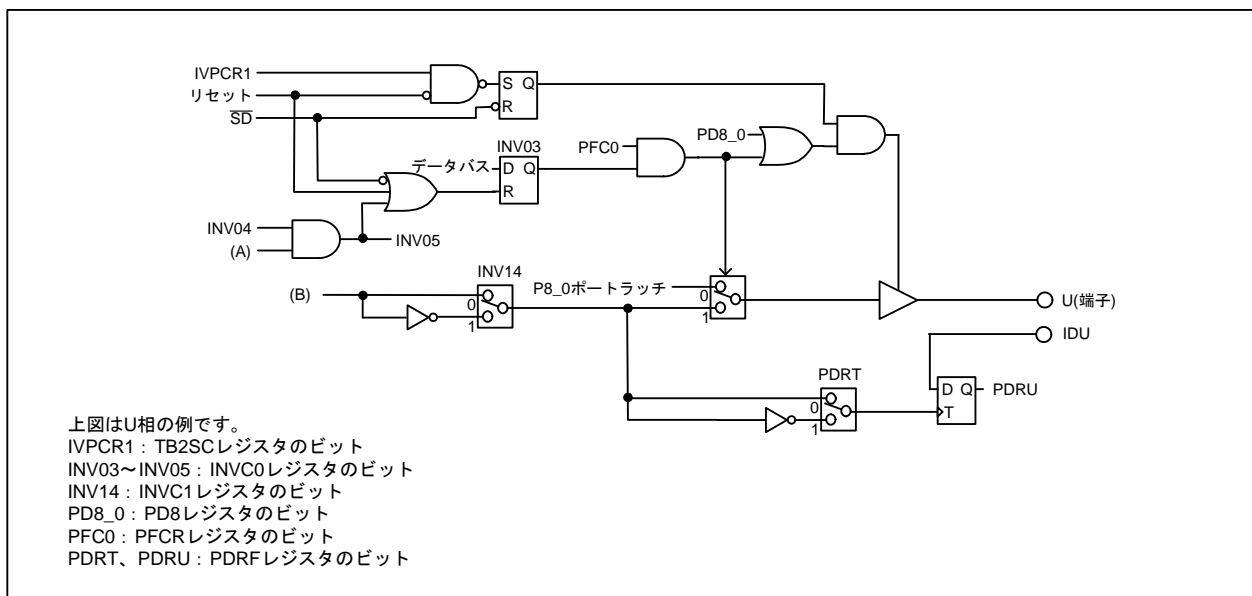 IVPCR1
リセット
SD
S Q
R
INV03
データバス
D Q
R
PFC0
PD8_0
INV04
(A)
INV05
(B)
INV14
0
1
P8_0ポートラッチ
0
1
U(端子)
IDU
PDRT
0
1
D Q
T
PDRU
上図はU相の例です。
IVPCR1：TB2SCレジスタのビット
INV03～INV05：INVC0レジスタのビット
INV14：INVC1レジスタのビット
PD8_0：PD8レジスタのビット
PFC0：PFCRレジスタのビット
PDRT、PDRU：PDRFレジスタのビット